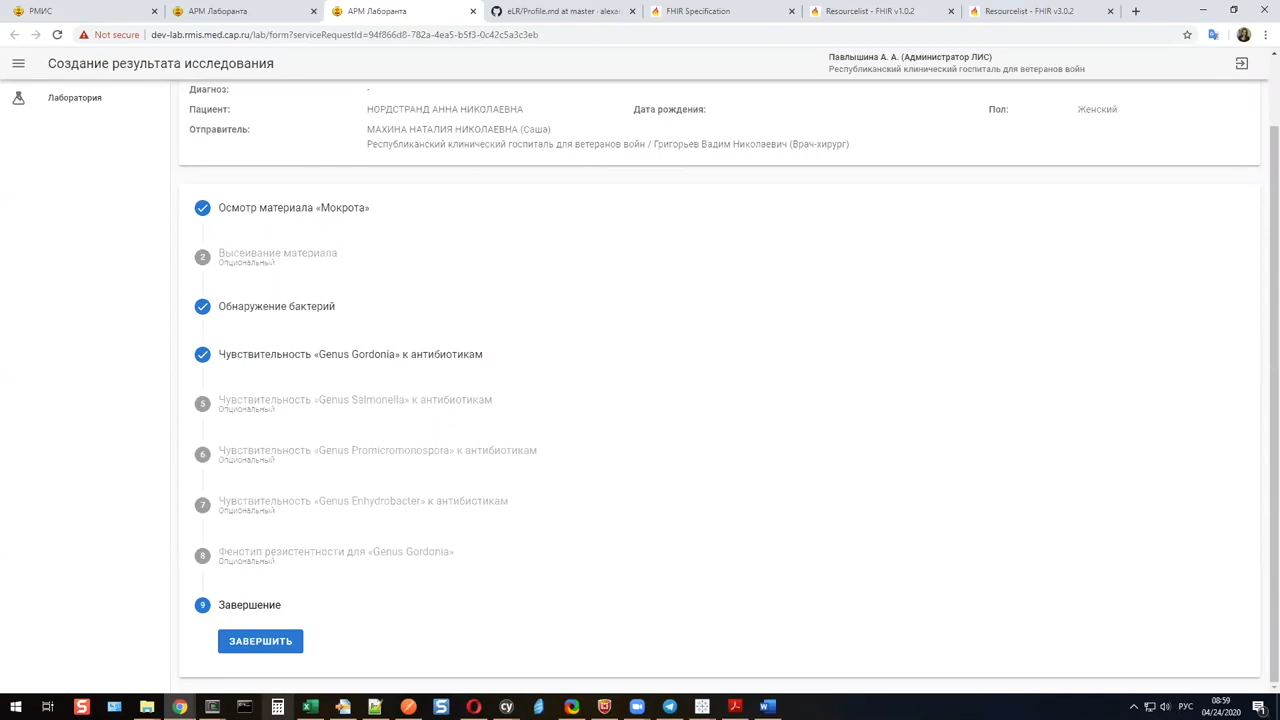 РМИС
АРМ Лаборанта
АРМ Лаборанта
eLR/Profile.md at master · alexa
FHIR Specification
Resourcelist - FHIR v1.0.2
Resourcelist - FHIR v3.0.2
Not secure
dev-lab.rmis.med.cap.ru/lab/form?serviceRequestId=94f866d8-782a-4ea5-b5f3-0c42c5a3c3eb
Создание результата исследования
Павлышина А. А. (Администратор ЛИС)
Республиканский клинический госпиталь для ветеранов войн
Лаборатория
Диагноз: -
Пациент: НОРДСТРАНД АННА НИКОЛАЕВНА Дата рождения: Пол: Женский
Отправитель: МАХИНА НАТАЛИЯ НИКОЛАЕВНА (Саша)
Республиканский клинический госпиталь для ветеранов войн / Григорьев Вадим Николаевич (Врач-хирург)
Осмотр материала «Мокрота»
2 Высеивание материала
Опциональный
Обнаружение бактерий
Чувствительность «Genus Gordonia» к антибиотикам
5 Чувствительность «Genus Salmonella» к антибиотикам
Опциональный
6 Чувствительность «Genus Promicromonospora» к антибиотикам
Опциональный
7 Чувствительность «Genus Enhydrobacter» к антибиотикам
Опциональный
8 Фенотип резистентности для «Genus Gordonia»
Опциональный
9 Завершение
ЗАВЕРШИТЬ
РУС
08:59
04/24/2020